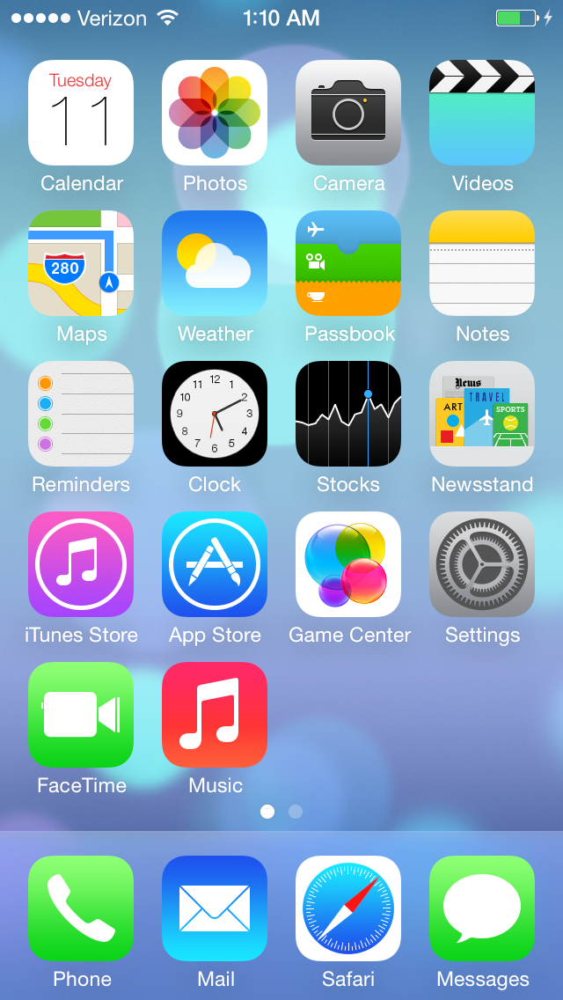 Verizon 1:10 AM
Tuesday
11
Calendar Photos Camera Videos
280
Maps Weather Passbook Notes
12
11 1
10 2
9 3
8 4
7 5
6
News
TRAVEL
ART
SPORTS
Reminders Clock Stocks Newsstand
iTunes Store App Store Game Center Settings
FaceTime Music
Phone Mail Safari Messages